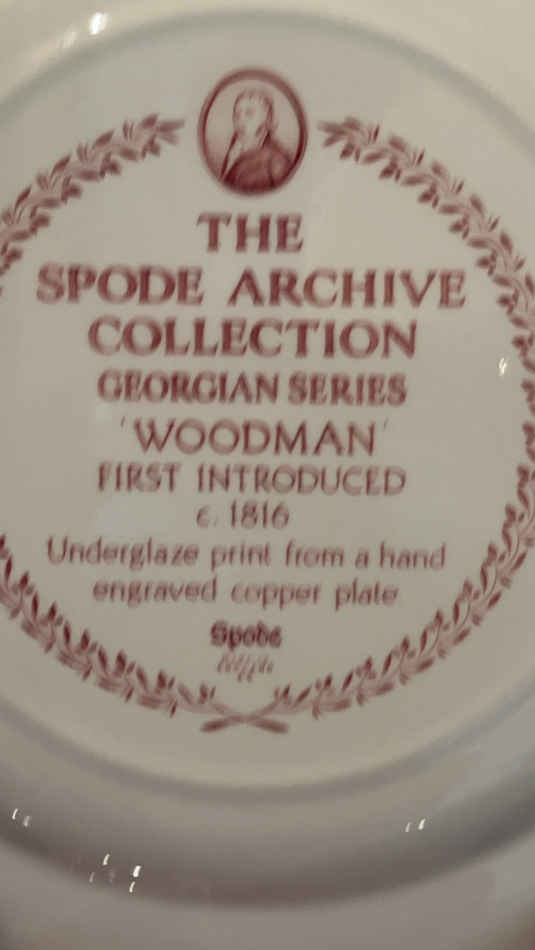 THE
SPODE ARCHIVE
COLLECTION
GEORGIAN SERIES
'WOODMAN'
FIRST INTRODUCED
c. 1816
Underglaze print from a hand
engraved copper plate
Spode